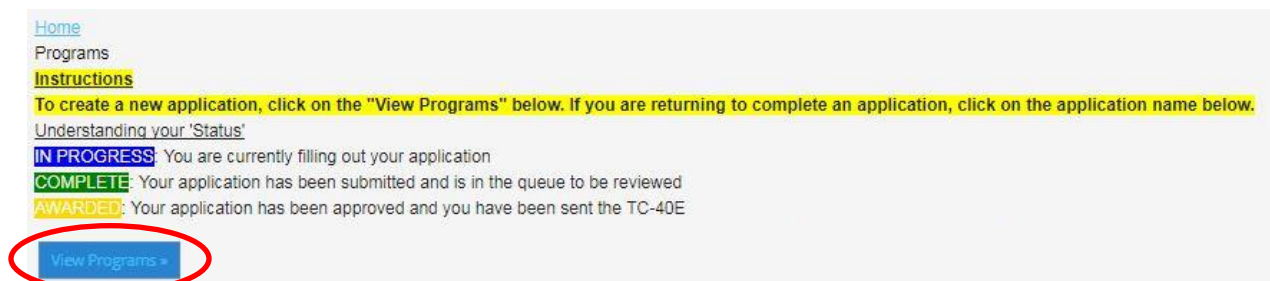 Home
Programs
Instructions
To create a new application, click on the "View Programs" below. If you are returning to complete an application, click on the application name below.
Understanding your 'Status'
IN PROGRESS: You are currently filling out your application
COMPLETE: Your application has been submitted and is in the queue to be reviewed
AWARDED: Your application has been approved and you have been sent the TC-40E
View Programs »